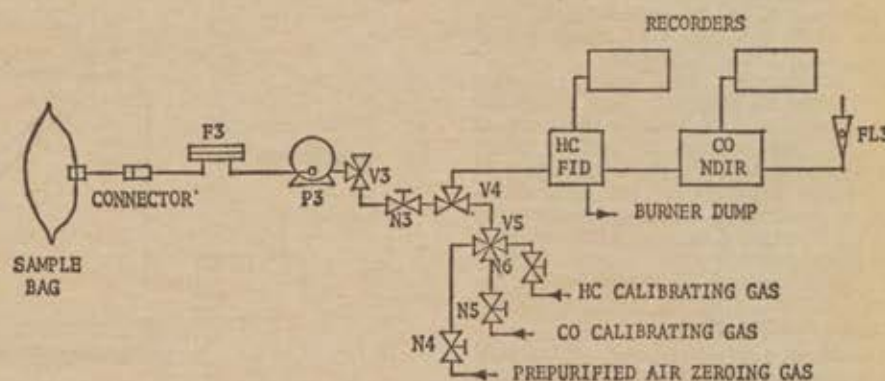 RECORDERS
F3
HC
FID
CO
NDIR
FL3
CONNECTOR
P3
V3
N3
V4
BURNER DUMP
V5
SAMPLE
BAG
N6
HC CALIBRATING GAS
N5
CO CALIBRATING GAS
N4
PREPURIFIED AIR ZEROING GAS